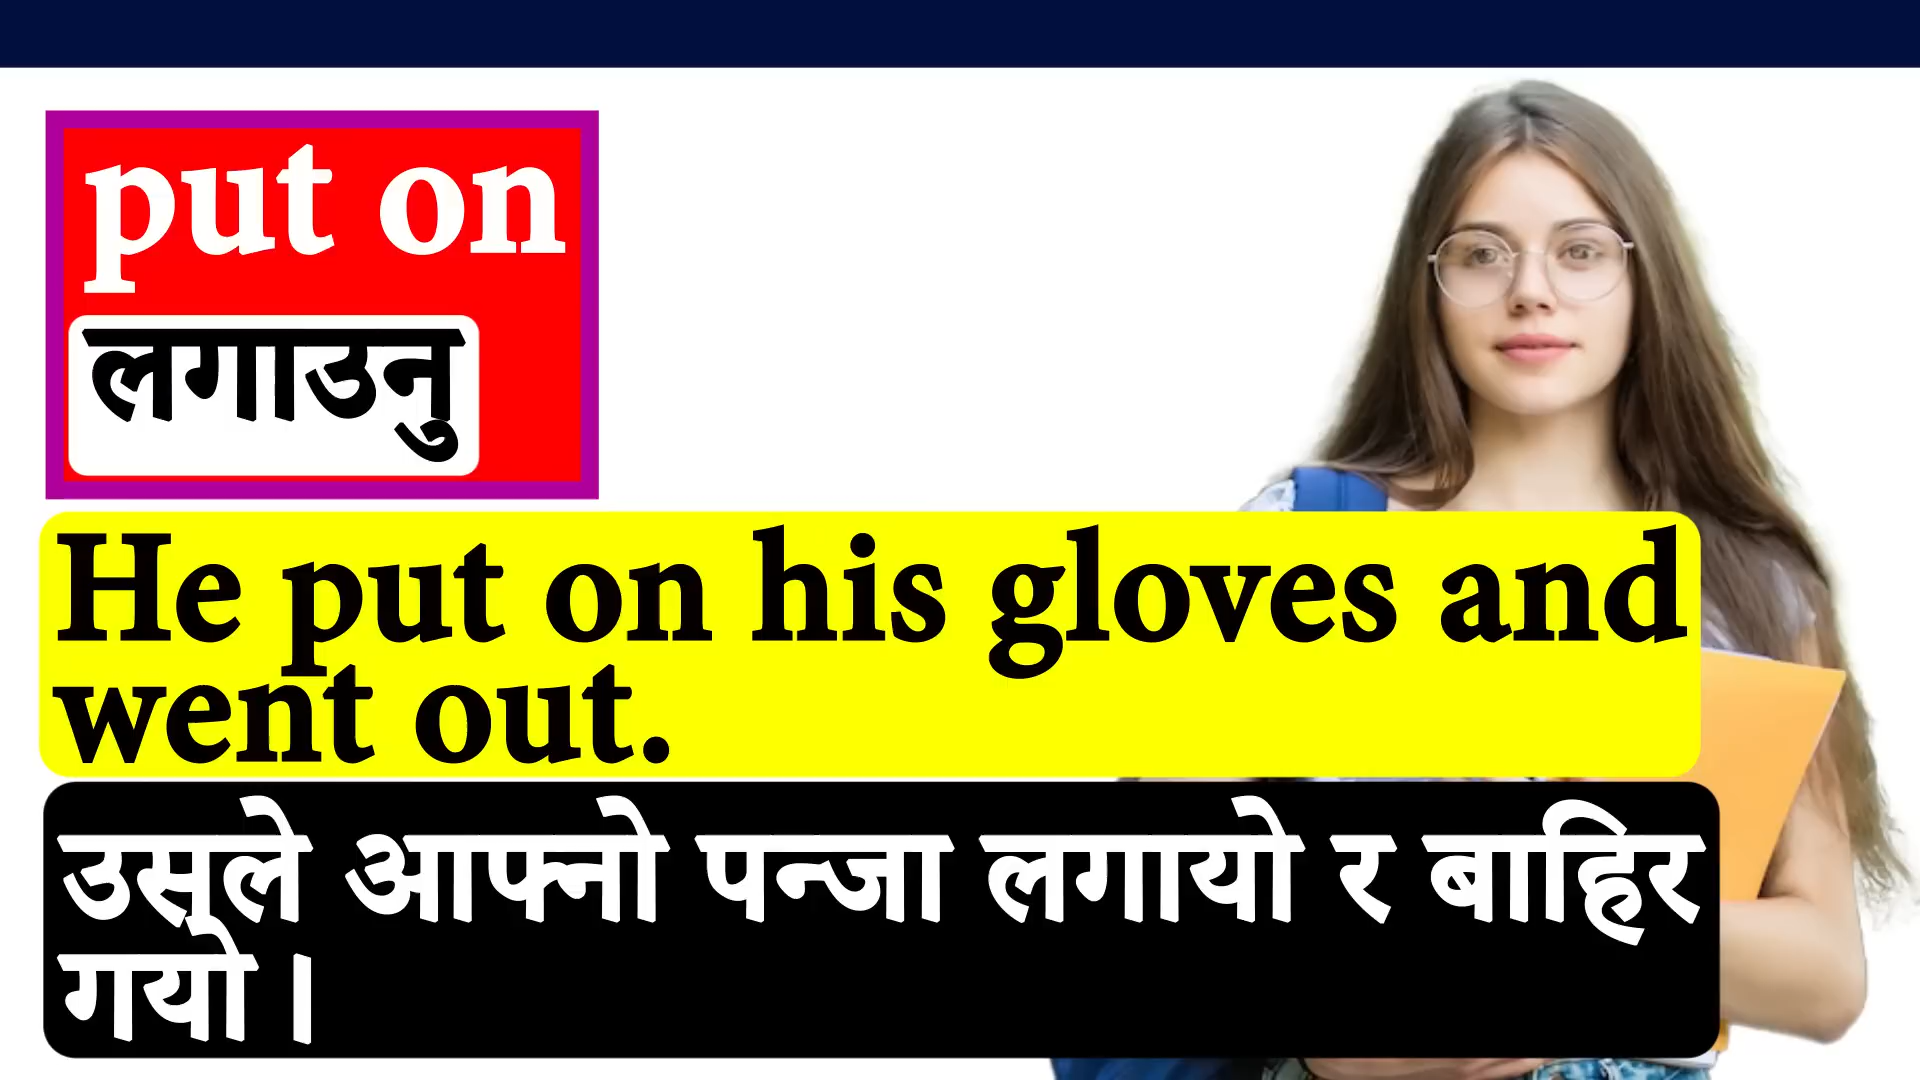 put on
लगाउनु
He put on his gloves and
went out.
उसले आफ्नो पन्जा लगायो र बाहिर
गयो।